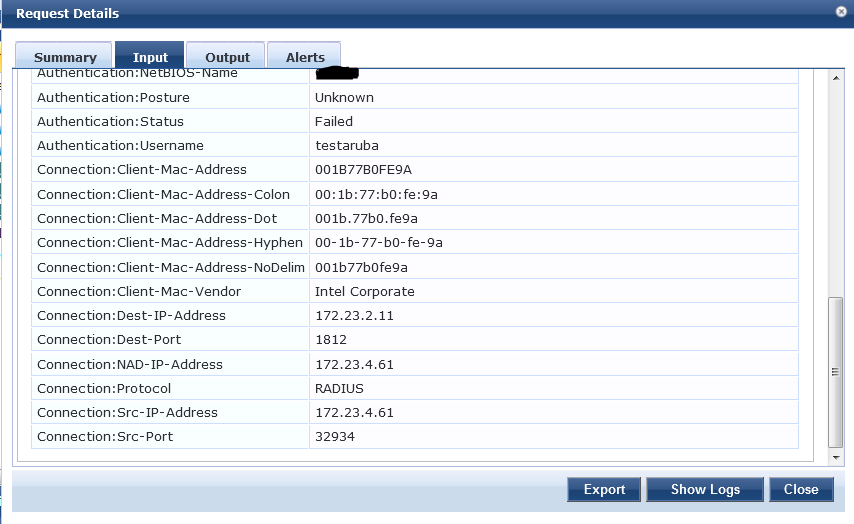 Request Details
Summary Input Output Alerts
Authentication:NetBIOS-Name
Authentication:Posture Unknown
Authentication:Status Failed
Authentication:Username testaruba
Connection:Client-Mac-Address 001B77B0FE9A
Connection:Client-Mac-Address-Colon 00:1b:77:b0:fe:9a
Connection:Client-Mac-Address-Dot 001b.77b0.fe9a
Connection:Client-Mac-Address-Hyphen 00-1b-77-b0-fe-9a
Connection:Client-Mac-Address-NoDelim 001b77b0fe9a
Connection:Client-Mac-Vendor Intel Corporate
Connection:Dest-IP-Address 172.23.2.11
Connection:Dest-Port 1812
Connection:NAD-IP-Address 172.23.4.61
Connection:Protocol RADIUS
Connection:Src-IP-Address 172.23.4.61
Connection:Src-Port 32934
Export Show Logs Close